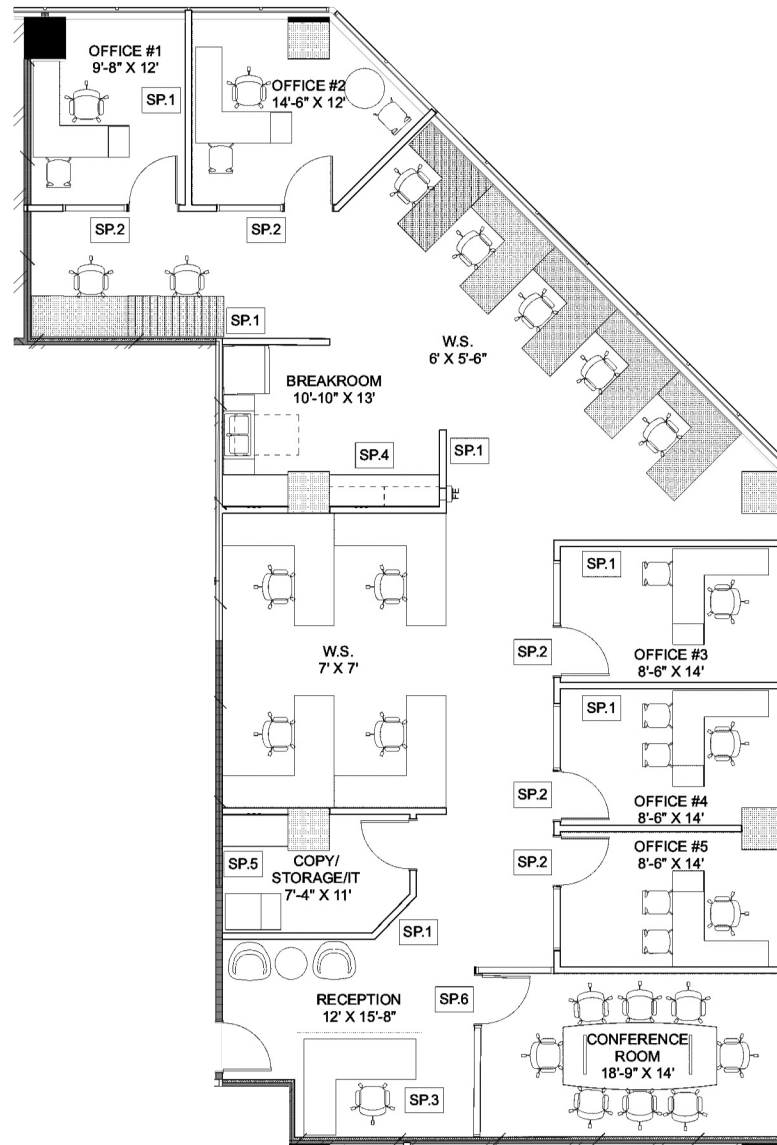 OFFICE #1
9'-8" X 12'
SP.1
OFFICE #2
14'-6" X 12'
SP.2
SP.2
SP.1
W.S.
6' X 5'-6"
BREAKROOM
10'-10" X 13'
SP.4
SP.1
FE
SP.1
OFFICE #3
8'-6" X 14'
SP.2
W.S.
7' X 7'
SP.1
OFFICE #4
8'-6" X 14'
SP.2
OFFICE #5
8'-6" X 14'
SP.2
SP.5
COPY/
STORAGE/IT
7'-4" X 11'
SP.1
RECEPTION
12' X 15'-8"
SP.6
CONFERENCE
ROOM
18'-9" X 14'
SP.3